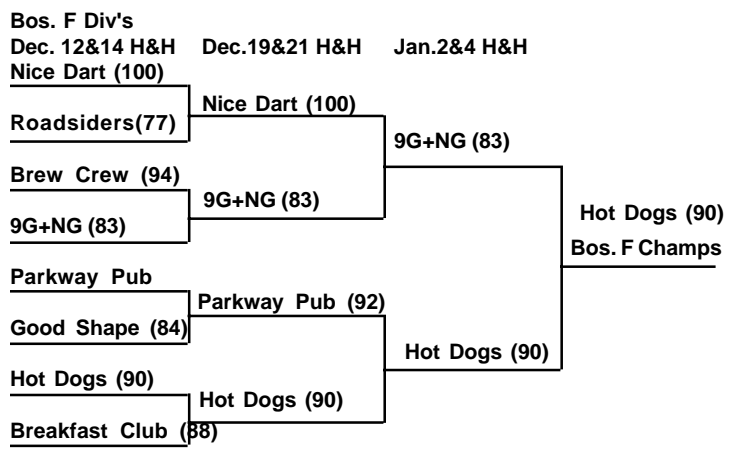 Bos. F Div's
Dec. 12&14 H&H Dec.19&21 H&H Jan.2&4 H&H
Nice Dart (100)
Nice Dart (100)
Roadsiders(77)
9G+NG (83)
Brew Crew (94)
9G+NG (83)
Hot Dogs (90)
9G+NG (83)
Bos. F Champs
Parkway Pub
Parkway Pub (92)
Good Shape (84)
Hot Dogs (90)
Hot Dogs (90)
Hot Dogs (90)
Breakfast Club (88)